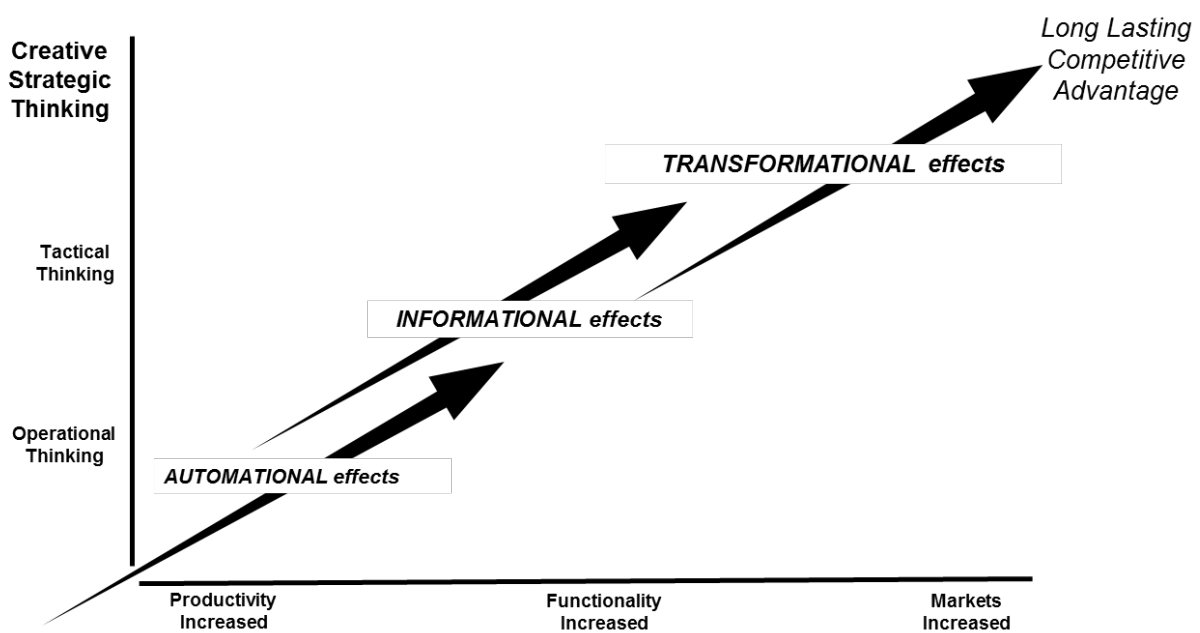 Creative
Strategic
Thinking
Long Lasting
Competitive
Advantage
TRANSFORMATIONAL effects
Tactical
Thinking
INFORMATIONAL effects
Operational
Thinking
AUTOMATIONAL effects
Productivity
Increased
Functionality
Increased
Markets
Increased